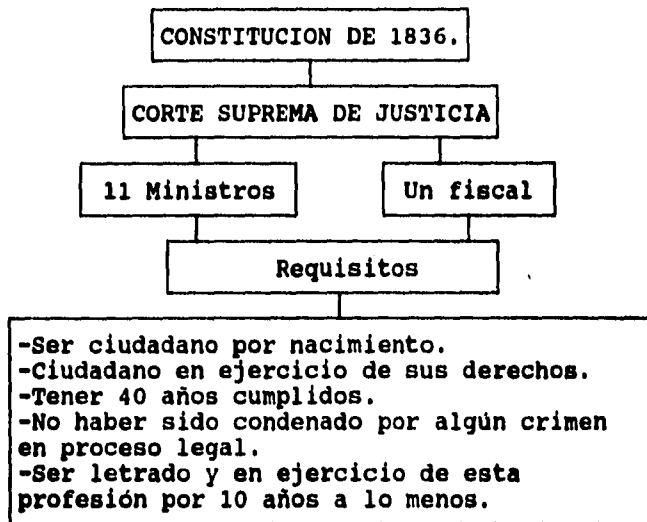 CONSTITUCION DE 1836.
CORTE SUPREMA DE JUSTICIA
11 Ministros
Un fiscal
Requisitos
-Ser ciudadano por nacimiento.
-Ciudadano en ejercicio de sus derechos.
-Tener 40 años cumplidos.
-No haber sido condenado por algún crimen
en proceso legal.
-Ser letrado y en ejercicio de esta
profesión por 10 años a lo menos.